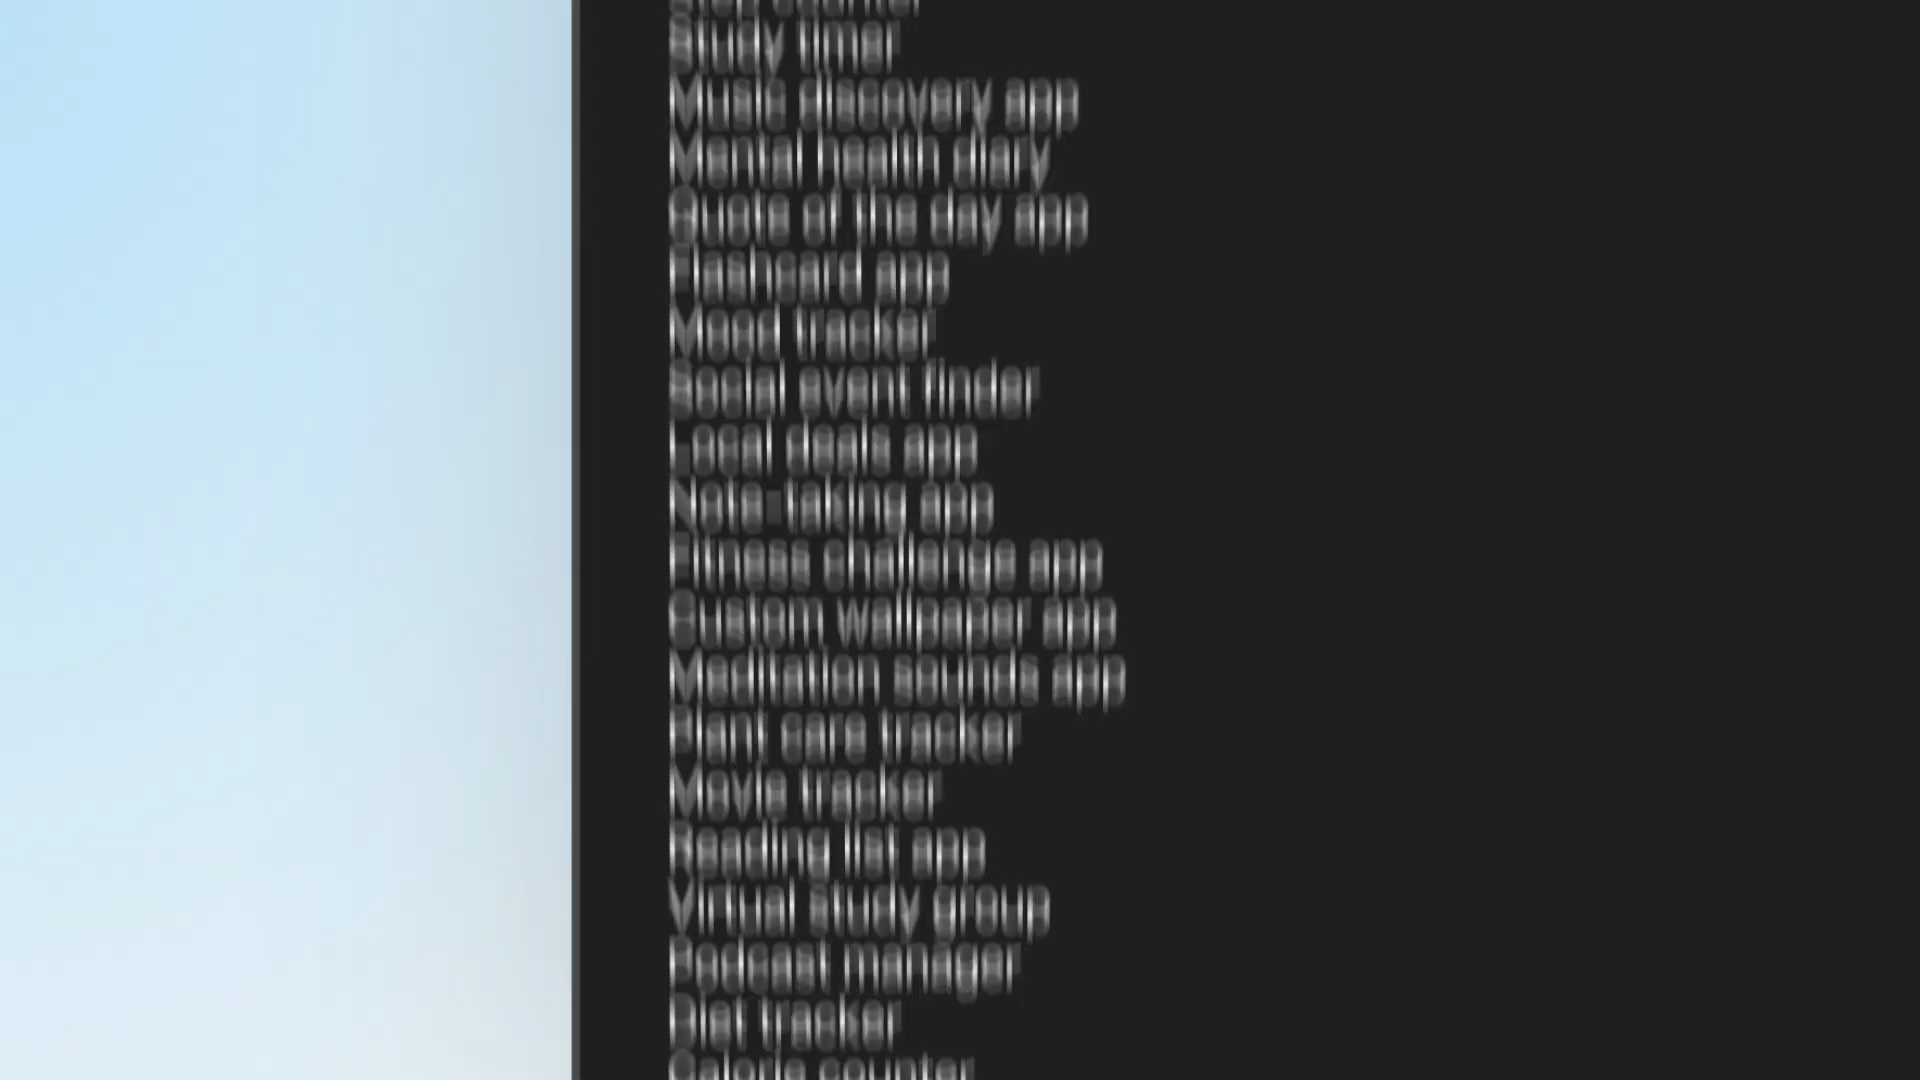 Study timer
Music discovery app
Mental health diary
Quote of the day app
Flashcard app
Mood tracker
Social event finder
Local deals app
Note-taking app
Fitness challenge app
Custom wallpaper app
Meditation sounds app
Plant care tracker
Movie tracker
Reading list app
Virtual study group
Podcast manager
Diet tracker
Calorie counter